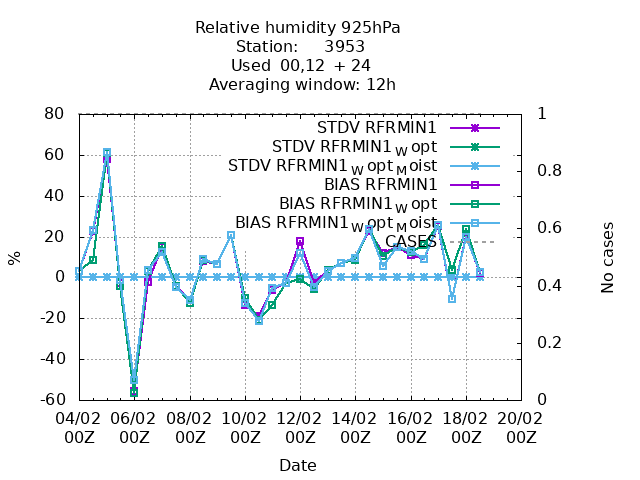 Relative humidity 925hPa
Station: 3953
Used 00,12 + 24
Averaging window: 12h
80 1
STDV RFRMIN1
STDV RFRMIN1_W opt
60 0.8
STDV RFRMIN1_W opt_M oist
BIAS RFRMIN1
40
BIAS RFRMIN1_W opt
BIAS RFRMIN1_W opt_M oist
0.6
20 CASES
%
0 0.4
No cases
-20
0.2
-40
-60 0
04/02 06/02 08/02 10/02 12/02 14/02 16/02 18/02 20/02
00Z 00Z 00Z 00Z 00Z 00Z 00Z 00Z 00Z
Date